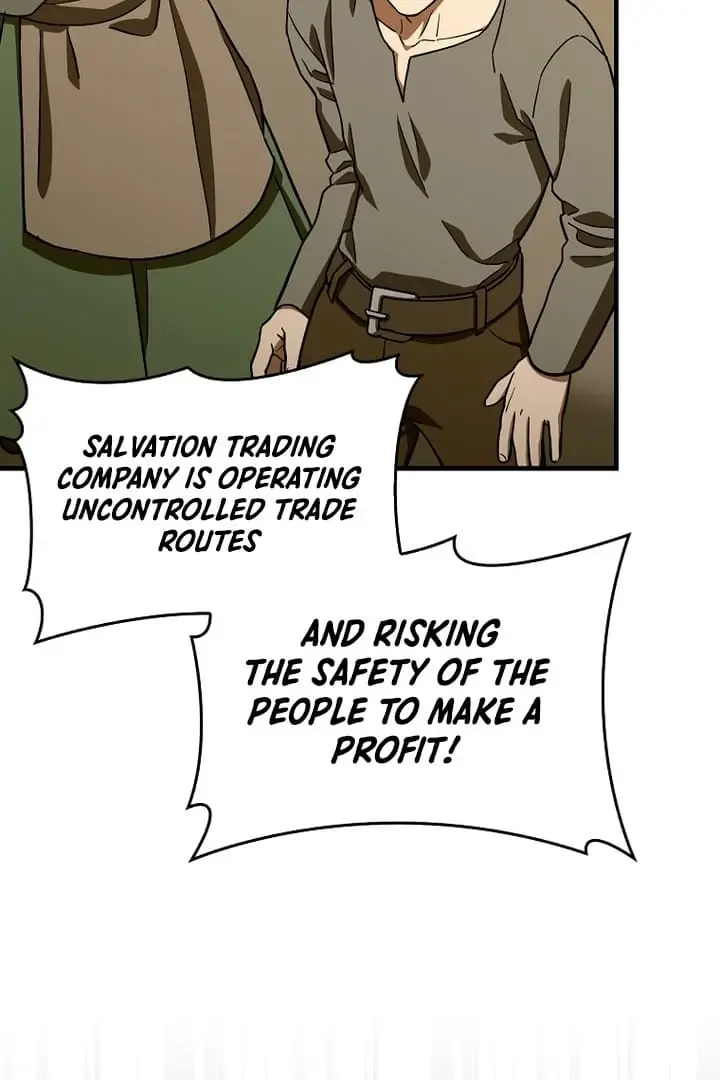 SALVATION TRADING
COMPANY IS OPERATING
UNCONTROLLED TRADE
ROUTES
AND RISKING
THE SAFETY OF THE
PEOPLE TO MAKE A
PROFIT!